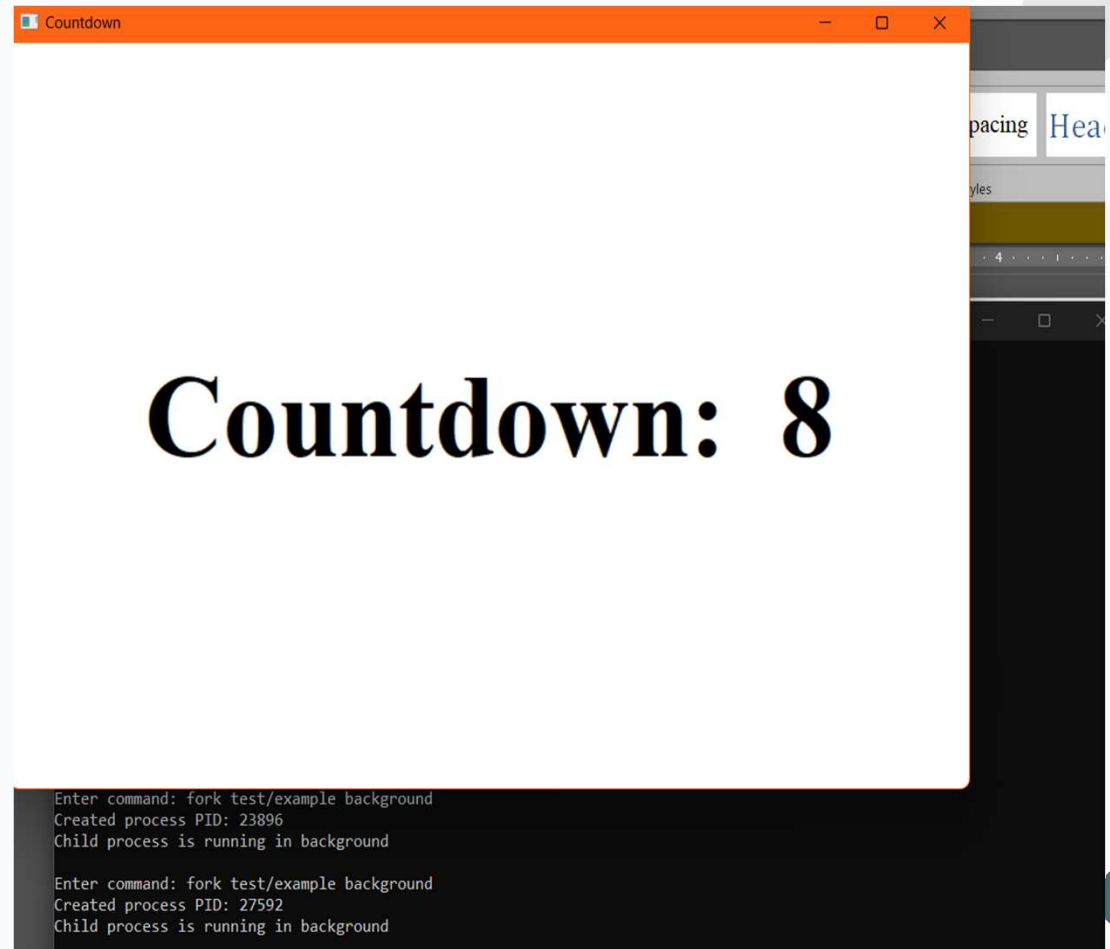 Countdown
pacing Hea
yles
4
Countdown: 8
Enter command: fork test/example background
Created process PID: 23896
Child process is running in background
Enter command: fork test/example background
Created process PID: 27592
Child process is running in background